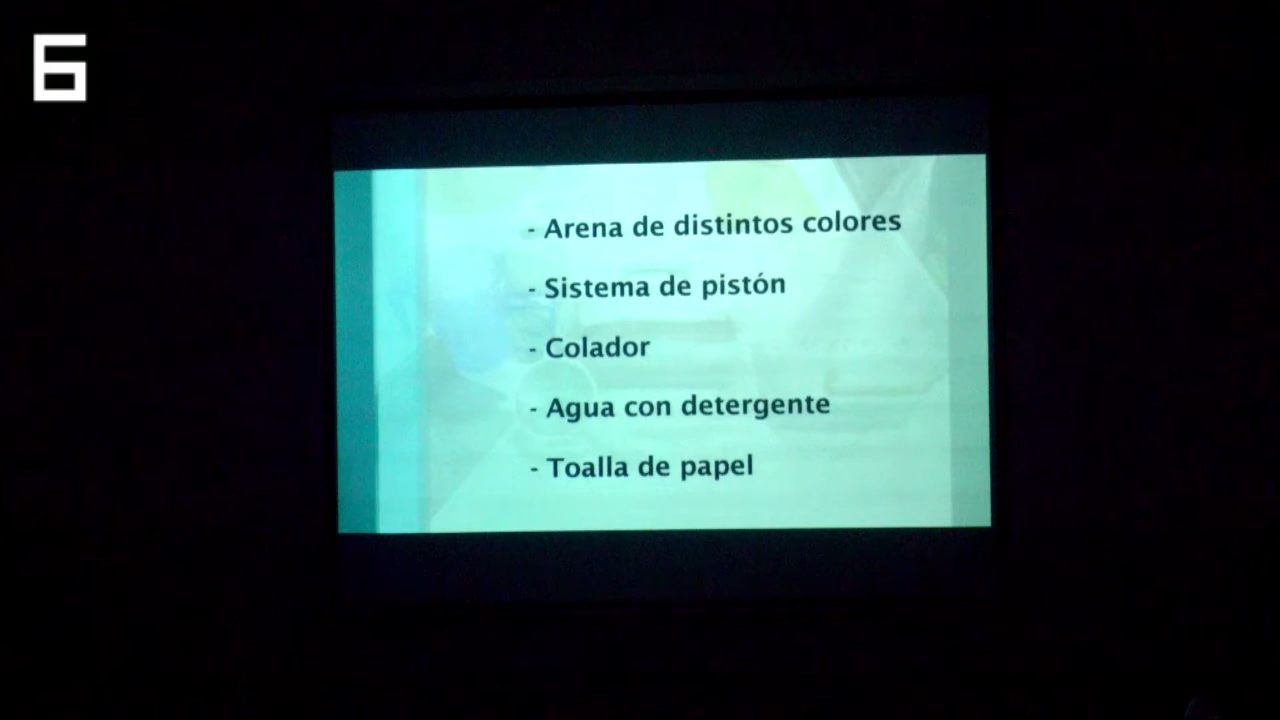 6
- Arena de distintos colores
- Sistema de pistón
- Colador
- Agua con detergente
- Toalla de papel